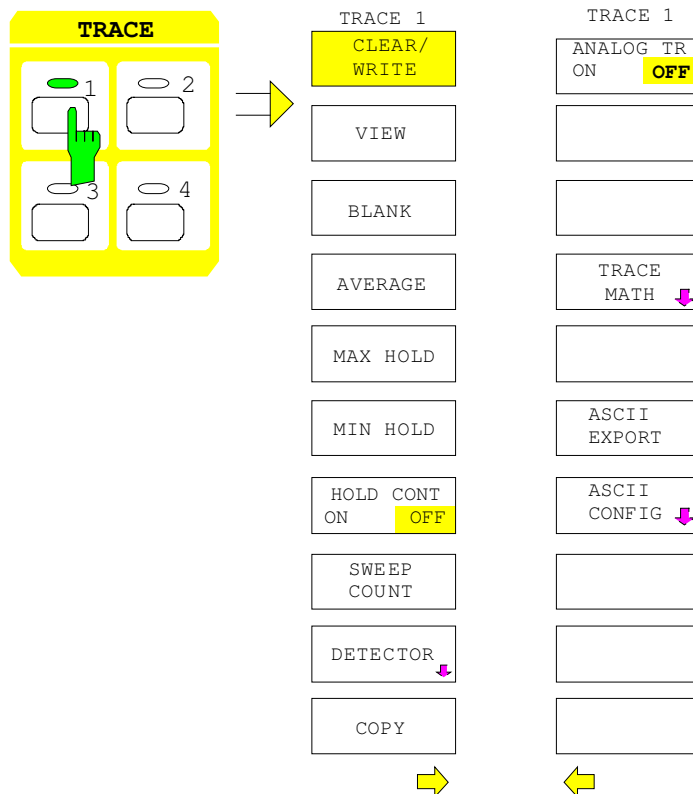 TRACE
1
2
3
4
TRACE 1
CLEAR/
WRITE
VIEW
BLANK
AVERAGE
MAX HOLD
MIN HOLD
HOLD CONT
ON OFF
SWEEP
COUNT
DETECTOR
COPY
TRACE 1
ANALOG TR
ON OFF
TRACE
MATH
ASCII
EXPORT
ASCII
CONFIG